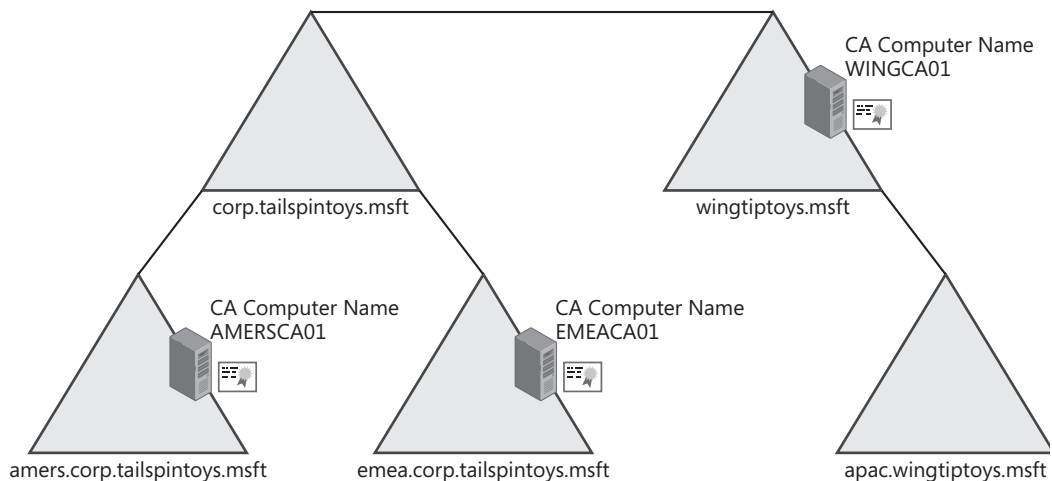 CA Computer Name
WINGCA01
corp.tailspintoys.msft
wingtiptoys.msft
CA Computer Name
AMERSCA01
CA Computer Name
EMEACA01
amers.corp.tailspintoys.msft
emea.corp.tailspintoys.msft
apac.wingtiptoys.msft